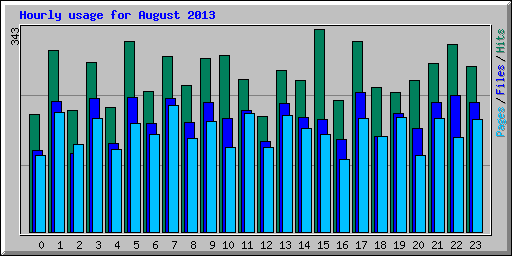 Hourly usage for August 2013
343
Pages / Files / Hits
0 1 2 3 4 5 6 7 8 9 10 11 12 13 14 15 16 17 18 19 20 21 22 23